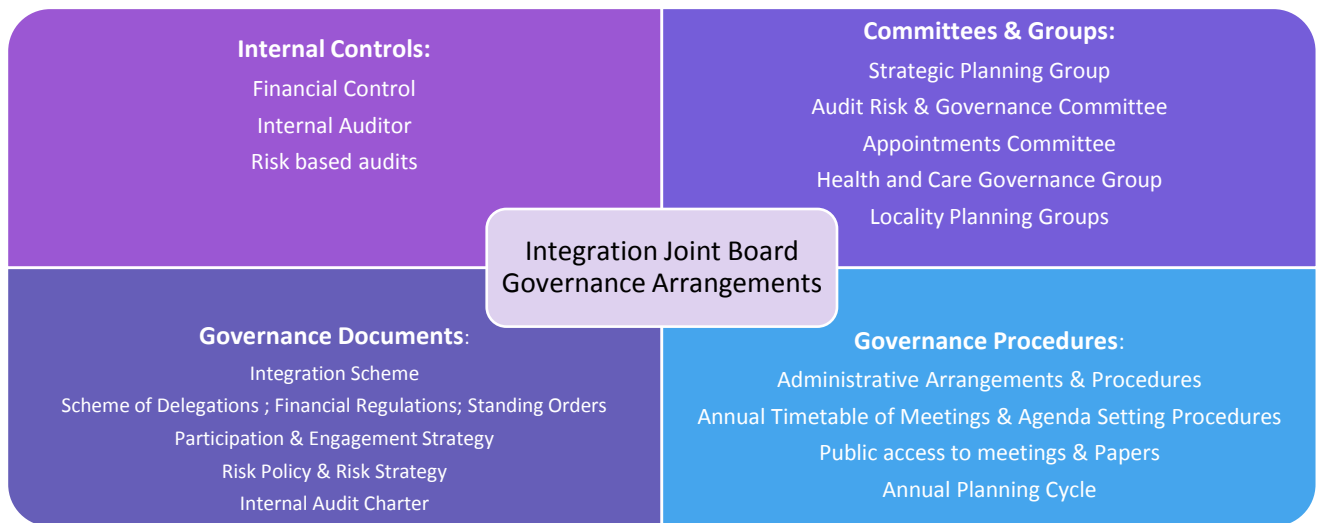 Internal Controls:
Financial Control
Internal Auditor
Risk based audits
Committees & Groups:
Strategic Planning Group
Audit Risk & Governance Committee
Appointments Committee
Health and Care Governance Group
Locality Planning Groups
Integration Joint Board
Governance Arrangements
Governance Documents:
Integration Scheme
Scheme of Delegations ; Financial Regulations; Standing Orders
Participation & Engagement Strategy
Risk Policy & Risk Strategy
Internal Audit Charter
Governance Procedures:
Administrative Arrangements & Procedures
Annual Timetable of Meetings & Agenda Setting Procedures
Public access to meetings & Papers
Annual Planning Cycle